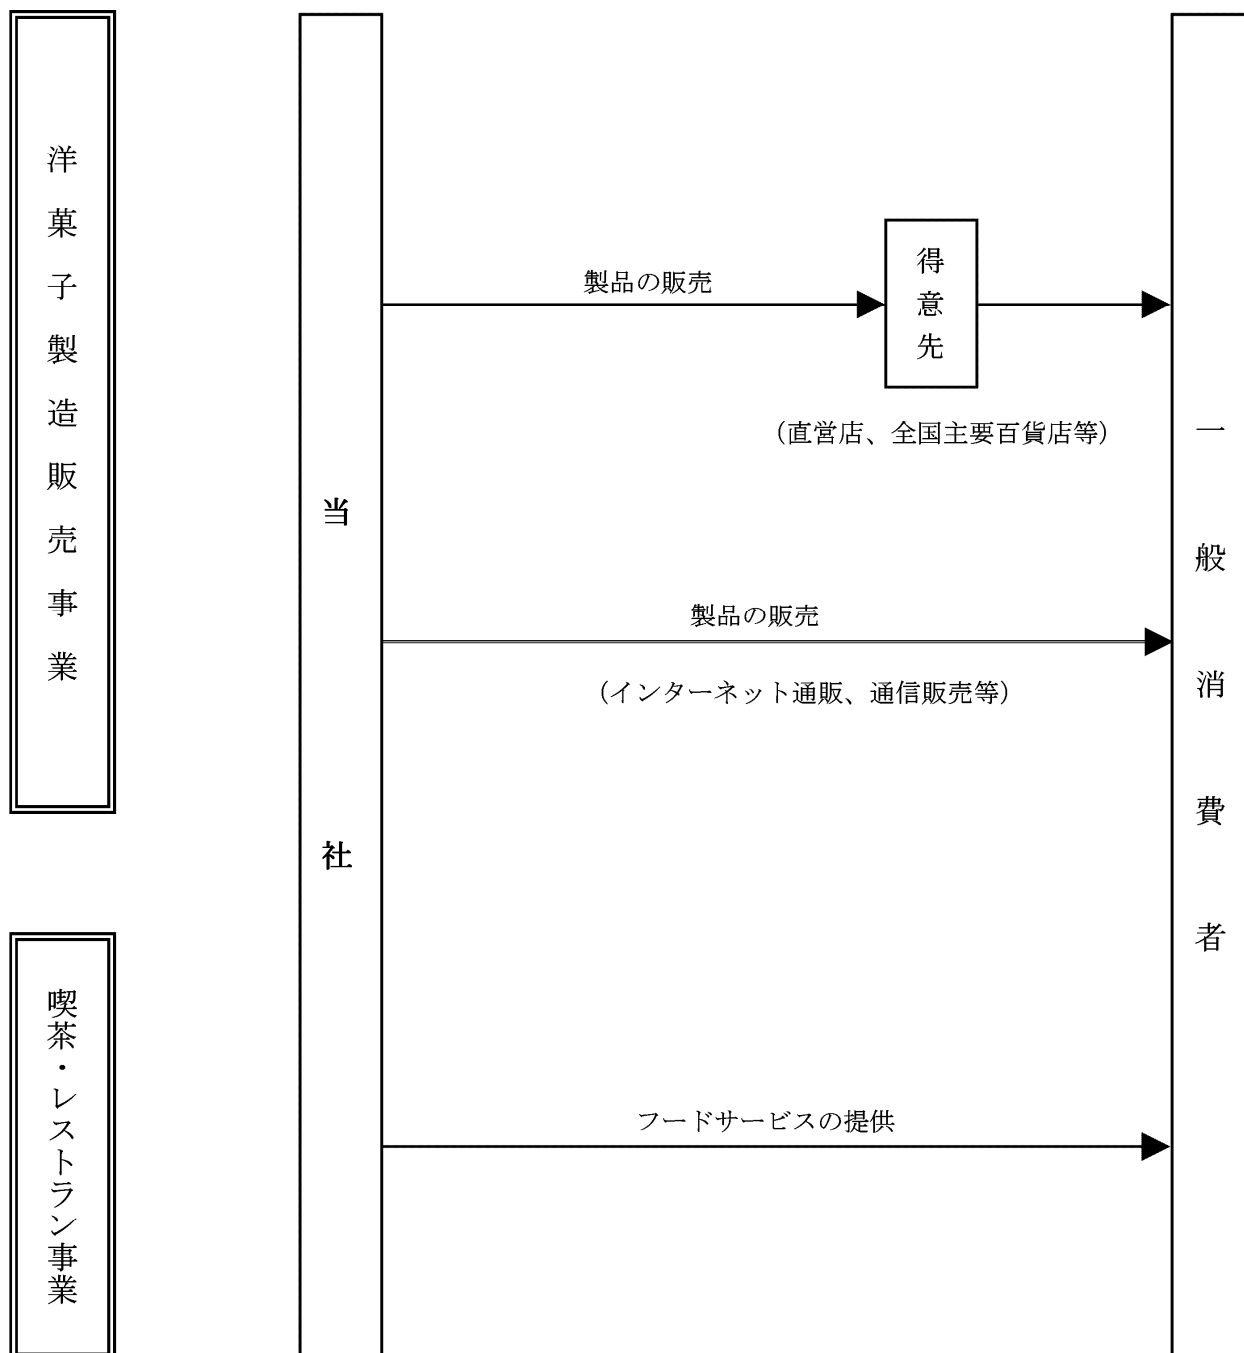 洋菓子製造販売事業
当社
製品の販売
得意先
（直営店、全国主要百貨店等）
製品の販売
（インターネット通販、通信販売等）
一般消費者
喫茶・レストラン事業
フードサービスの提供